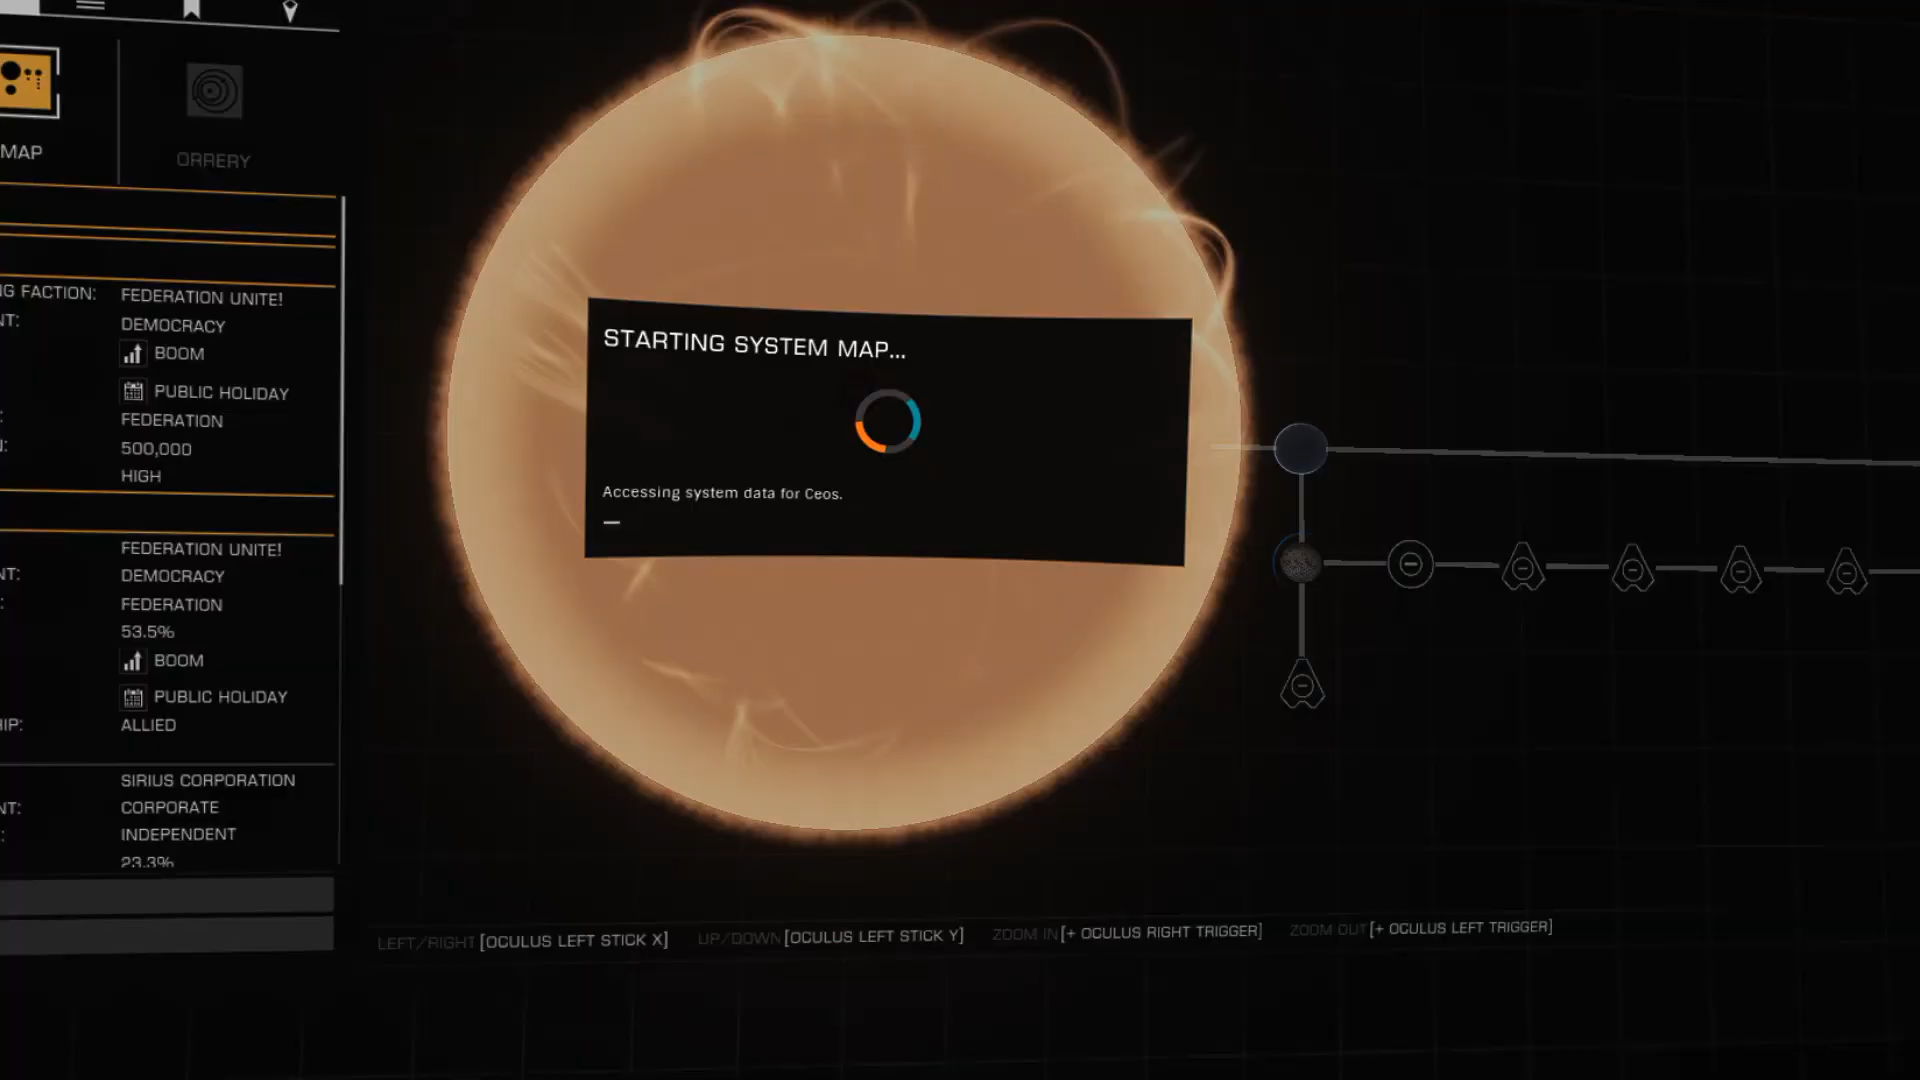 MAP
ORRERY
NG FACTION: FEDERATION UNITE!
NT: DEMOCRACY
BOOM
PUBLIC HOLIDAY
: FEDERATION
N: 500,000
HIGH
FEDERATION UNITE!
NT: DEMOCRACY
: FEDERATION
53.5%
BOOM
PUBLIC HOLIDAY
HIP: ALLIED
SIRIUS CORPORATION
NT: CORPORATE
: INDEPENDENT
23.3%
STARTING SYSTEM MAP...
Accessing system data for Ceos.
LEFT/RIGHT [OCULUS LEFT STICK X] UP/DOWN [OCULUS LEFT STICK Y] ZOOM IN [+ OCULUS RIGHT TRIGGER] ZOOM OUT [+ OCULUS LEFT TRIGGER]